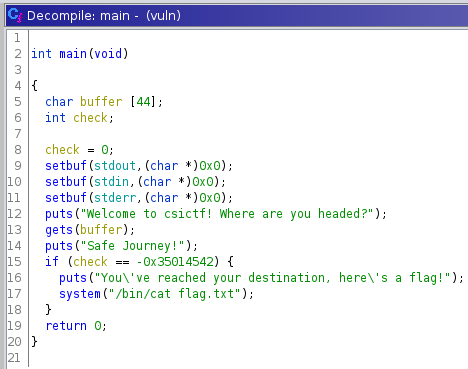 Decompile: main - (vuln)
1
2 int main(void)
3
4 {
5 char buffer [44];
6 int check;
7
8 check = 0;
9 setbuf(stdout,(char *)0x0);
10 setbuf(stdin,(char *)0x0);
11 setbuf(stderr,(char *)0x0);
12 puts("Welcome to csictf! Where are you headed?");
13 gets(buffer);
14 puts("Safe Journey!");
15 if (check == -0x35014542) {
16 puts("You\'ve reached your destination, here\'s a flag!");
17 system("/bin/cat flag.txt");
18 }
19 return 0;
20 }
21